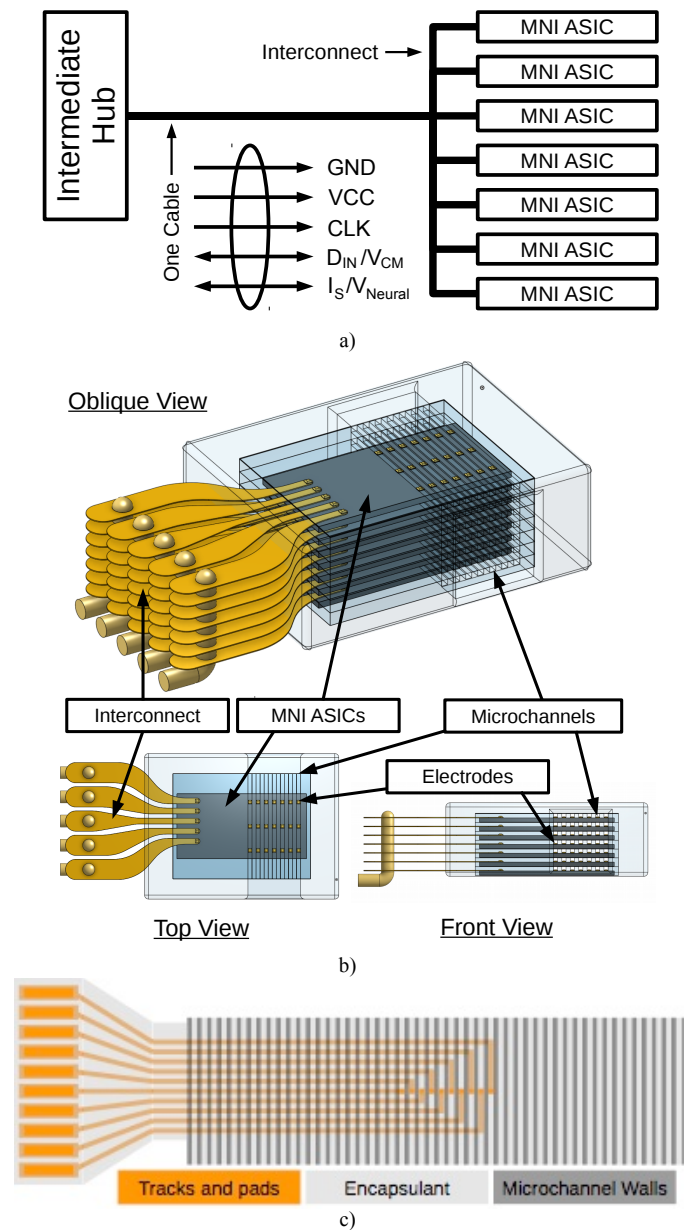 Intermediate
Hub
Interconnect
MNI ASIC
MNI ASIC
MNI ASIC
MNI ASIC
MNI ASIC
MNI ASIC
MNI ASIC
One Cable
GND
VCC
CLK
D_IN/V_CM
I_S/V_Neural
a)
Oblique View
Interconnect
MNI ASICs
Microchannels
Electrodes
Top View
Front View
b)
Tracks and pads
Encapsulant
Microchannel Walls
c)